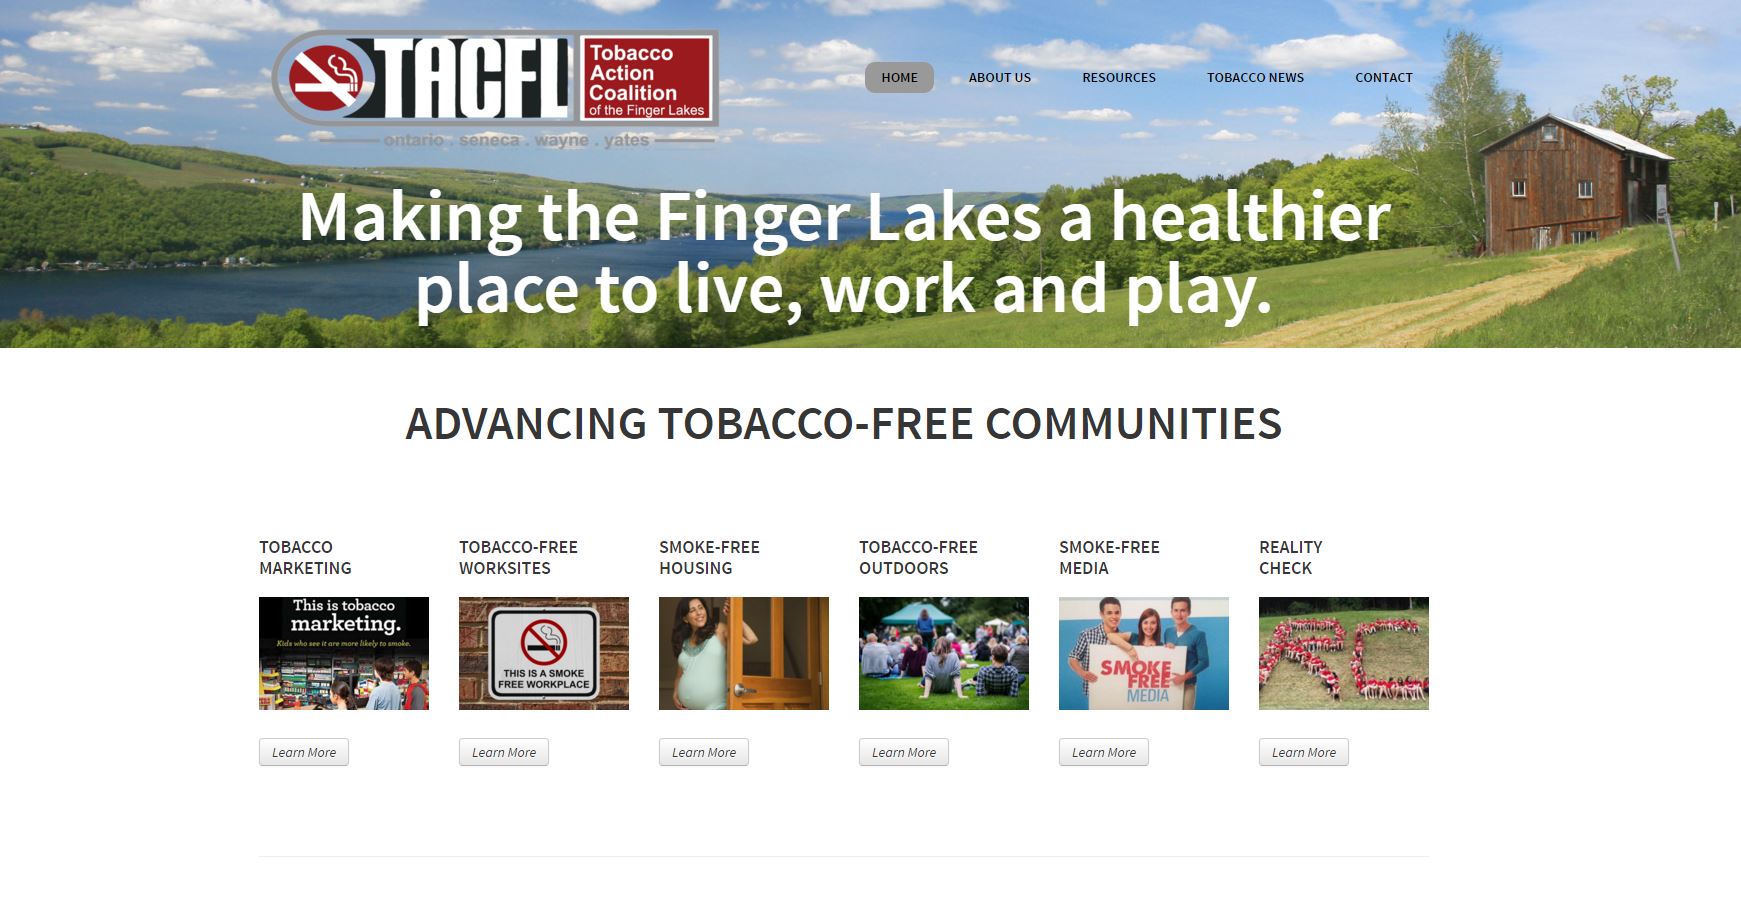 TACFL
Tobacco
Action
Coalition
of the Finger Lakes
ontario . seneca . wayne . yates
HOME ABOUT US RESOURCES TOBACCO NEWS CONTACT
Making the Finger Lakes a healthier
place to live, work and play.
ADVANCING TOBACCO-FREE COMMUNITIES
TOBACCO
MARKETING
This is tobacco
marketing.
Kids who see it are more likely to smoke.
Learn More
TOBACCO-FREE
WORKSITES
THIS IS A SMOKE
FREE WORKPLACE
Learn More
SMOKE-FREE
HOUSING
Learn More
TOBACCO-FREE
OUTDOORS
Learn More
SMOKE-FREE
MEDIA
SMOKE
FREE
MEDIA
Learn More
REALITY
CHECK
RC
Learn More